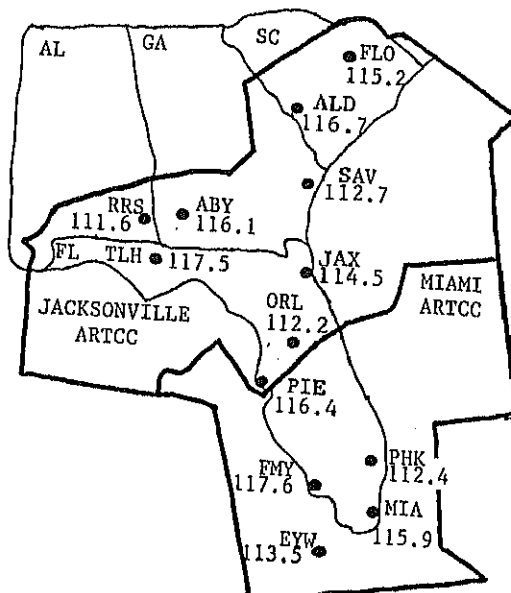 AL
GA
SC
FLO
115.2
ALD
116.7
SAV
112.7
RRS
111.6
ABY
116.1
FL
TLH
117.5
JAX
114.5
MIAMI
ARTCC
JACKSONVILLE
ARTCC
ORL
112.2
PIE
116.4
PHK
112.4
FMY
117.6
MIA
115.9
EYW
113.5